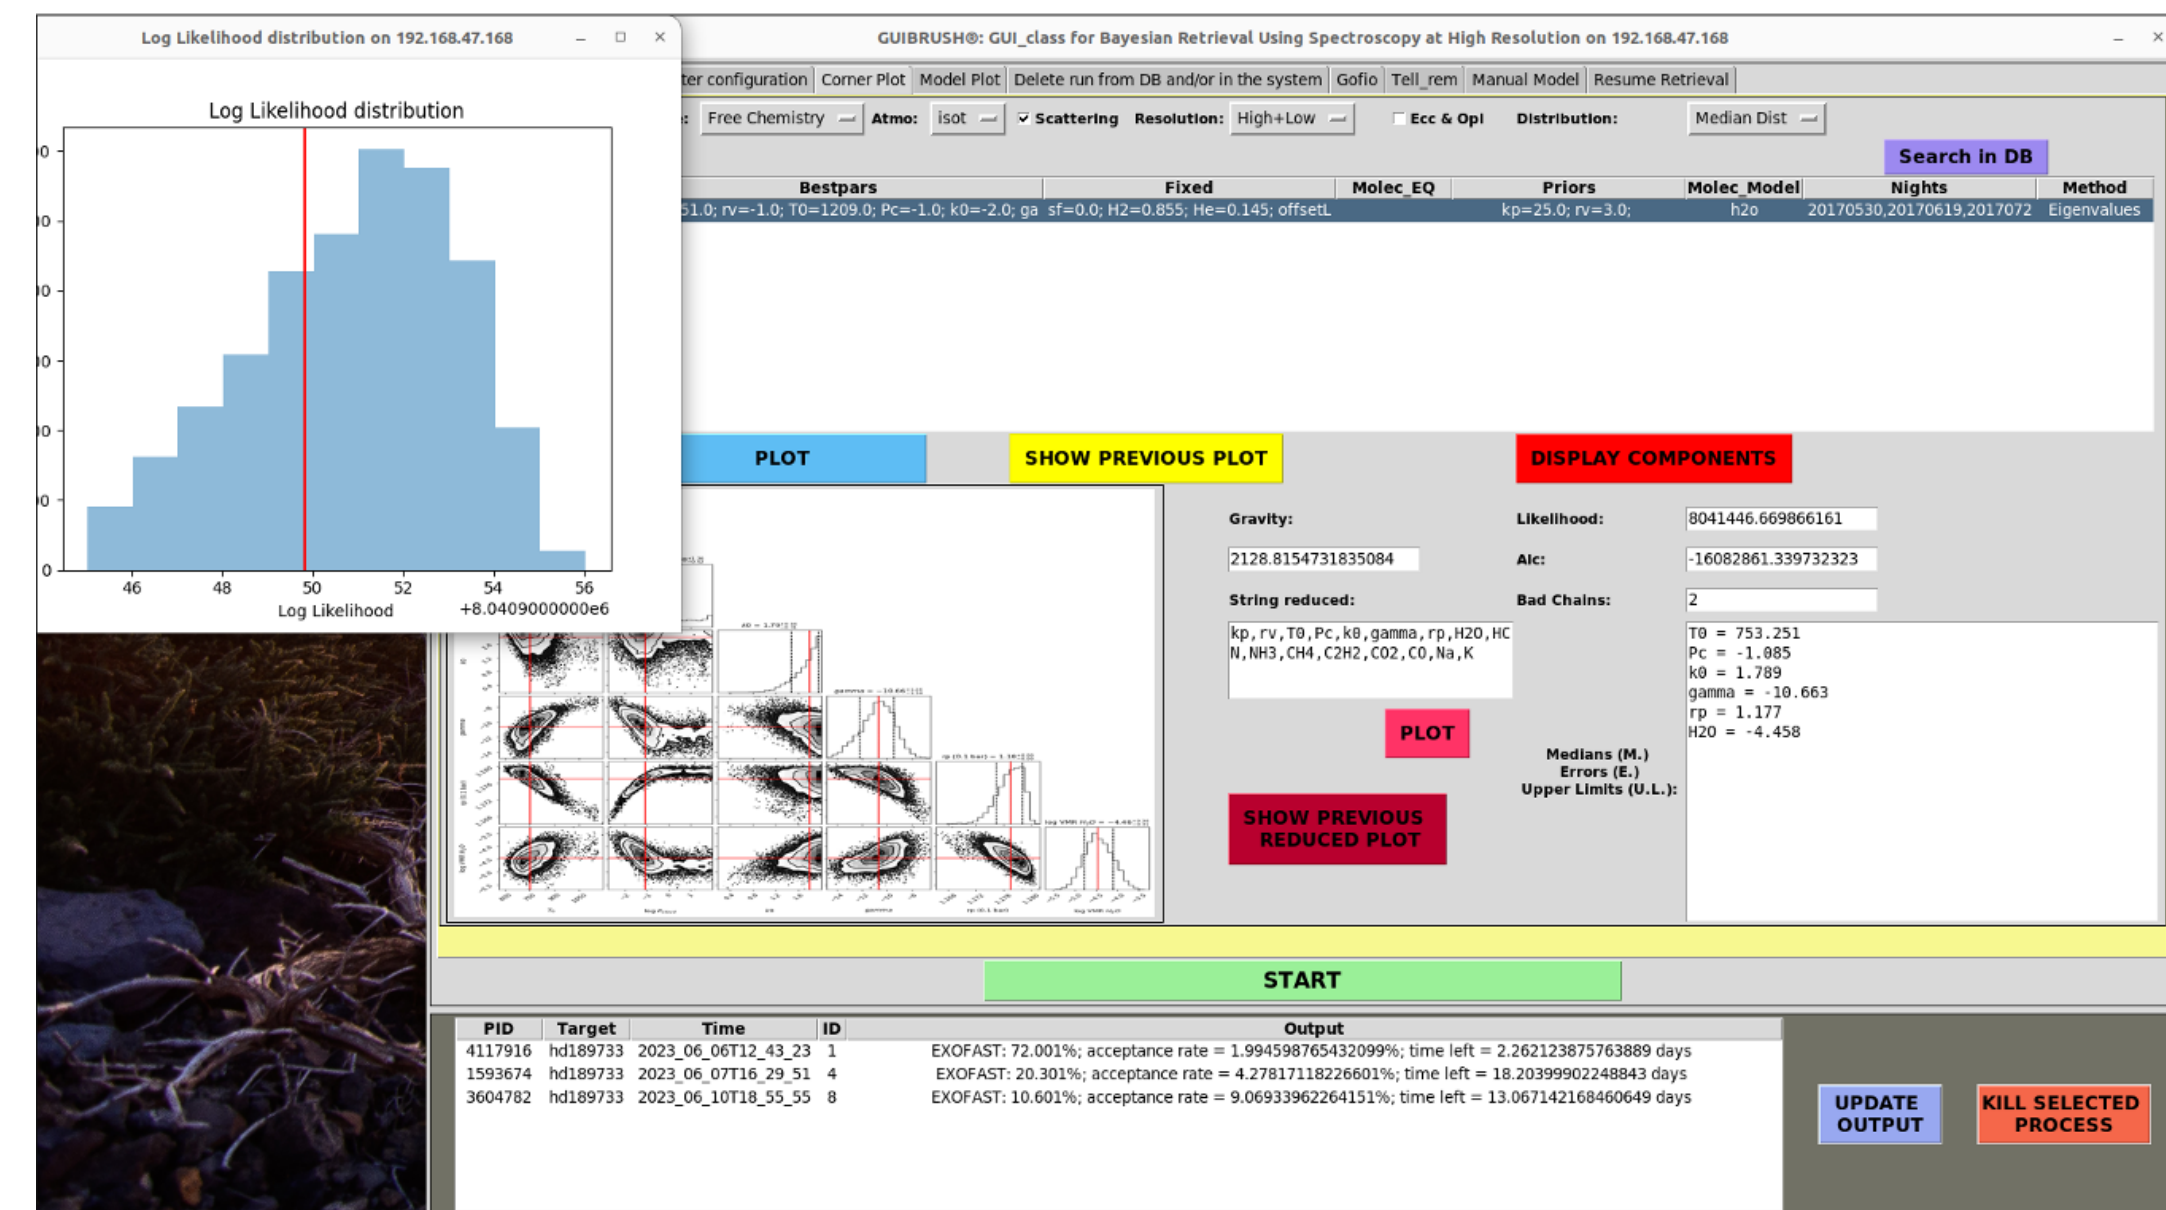 Log Likelihood distribution on 192.168.47.168
GUIBRUSH®: GUI_class for Bayesian Retrieval Using Spectroscopy at High Resolution on 192.168.47.168
ter configuration Corner Plot Model Plot Delete run from DB and/or in the system Gofio Tell_rem Manual Model Resume Retrieval
: Free Chemistry Atmo: isot Scattering Resolution: High+Low Ecc & Opl Distribution: Median Dist
Search in DB
Bestpars Fixed Molec_EQ Priors Molec_Model Nights Method
51.0; rv=-1.0; T0=1209.0; Pc=-1.0; k0=-2.0; ga sf=0.0; H2=0.855; He=0.145; offsetL kp=25.0; rv=3.0; h2o 20170530,20170619,2017072 Eigenvalues
Log Likelihood distribution
0
0
0
0
0
0
0
46 48 50 52 54 56
Log Likelihood +8.0409000000e6
PLOT SHOW PREVIOUS PLOT DISPLAY COMPONENTS
Gravity: Likelihood: 8041446.669866161
2128.8154731835084 Aic: -16082861.339732323
String reduced: Bad Chains: 2
kp,rv,T0,Pc,k0,gamma,rp,H2O,HC
N,NH3,CH4,C2H2,CO2,CO,Na,K
T0 = 753.251
Pc = -1.085
k0 = 1.789
gamma = -10.663
rp = 1.177
H2O = -4.458
PLOT
Medians (M.)
Errors (E.)
Upper Limits (U.L.):
SHOW PREVIOUS
REDUCED PLOT
START
PID Target Time ID Output
4117916 hd189733 2023_06_06T12_43_23 1 EXOFAST: 72.001%; acceptance rate = 1.994598765432099%; time left = 2.262123875763889 days
1593674 hd189733 2023_06_07T16_29_51 4 EXOFAST: 20.301%; acceptance rate = 4.27817118226601%; time left = 18.20399902248843 days
3604782 hd189733 2023_06_10T18_55_55 8 EXOFAST: 10.601%; acceptance rate = 9.06933962264151%; time left = 13.067142168460649 days
UPDATE
OUTPUT
KILL SELECTED
PROCESS